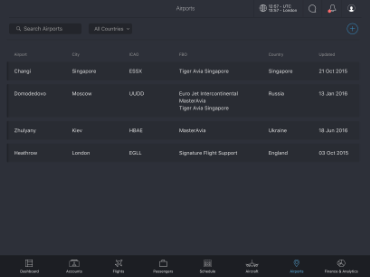 Airports
12:57 - UTC
13:57 - London
Search Airports
All Countries
Airport City ICAO FBO Country Updated
Changi Singapore ESSX Tiger Avia Singapore Singapore 21 Oct 2015
Domodedovo Moscow UUDD Euro Jet Intercontinental Russia 13 Jan 2016
MasterAvia
Tiger Avia Singapore
Zhulyany Kiev HBAE MasterAvia Ukraine 18 Jun 2016
Heathrow London EGLL Signature Flight Support England 03 Oct 2015
Dashboard Accounts Flights Passengers Schedule Aircraft Airports Finance & Analytics